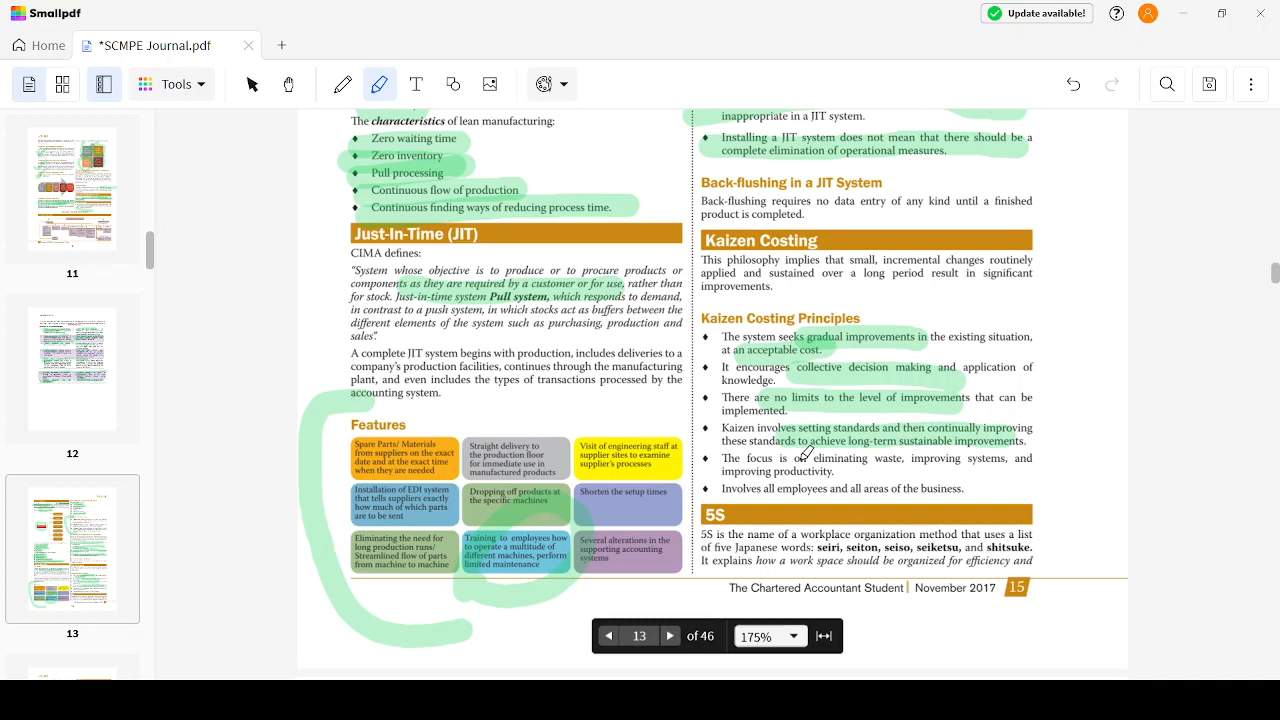 Smallpdf
Update available!
Home
*SCMPE Journal.pdf
Tools
11
12
13
The characteristics of lean manufacturing:
♦ Zero waiting time
♦ Zero inventory
♦ Pull processing
♦ Continuous flow of production
♦ Continuous finding ways of reducing process time.
Just-In-Time (JIT)
CIMA defines:
“System whose objective is to produce or to procure products or
components as they are required by a customer or for use, rather than
for stock. Just-in-time system Pull system, which responds to demand,
in contrast to a push system, in which stocks act as buffers between the
different elements of the system such as purchasing, production and
sales”.
A complete JIT system begins with production, includes deliveries to a
company’s production facilities, continues through the manufacturing
plant, and even includes the types of transactions processed by the
accounting system.
Features
Spare Parts/ Materials
from suppliers on the exact
date and at the exact time
when they are needed
Straight delivery to
the production floor
for immediate use in
manufactured products
Visit of engineering staff at
supplier sites to examine
supplier’s processes
Installation of EDI system
that tells suppliers exactly
how much of which parts
are to be sent
Dropping off products at
the specific machines
Shorten the setup times
Eliminating the need for
long production runs/
Streamlined flow of parts
from machine to machine
Training to employees how
to operate a multitude of
different machines, perform
limited maintenance
Several alterations in the
supporting accounting
systems
inappropriate in a JIT system.
♦ Installing a JIT system does not mean that there should be a
complete elimination of operational measures.
Back-flushing in a JIT System
Back-flushing requires no data entry of any kind until a finished
product is completed.
Kaizen Costing
This philosophy implies that small, incremental changes routinely
applied and sustained over a long period result in significant
improvements.
Kaizen Costing Principles
♦ The system seeks gradual improvements in the existing situation,
at an acceptable cost.
♦ It encourages collective decision making and application of
knowledge.
♦ There are no limits to the level of improvements that can be
implemented.
♦ Kaizen involves setting standards and then continually improving
these standards to achieve long-term sustainable improvements.
♦ The focus is on eliminating waste, improving systems, and
improving productivity.
♦ Involves all employees and all areas of the business.
5S
5S is the name of a workplace organization method that uses a list
of five Japanese words: seiri, seiton, seiso, seiketsu, and shitsuke.
It explains how a work space should be organized for efficiency and
The Chartered Accountant Student | November 2017 15
13 of 46 175%